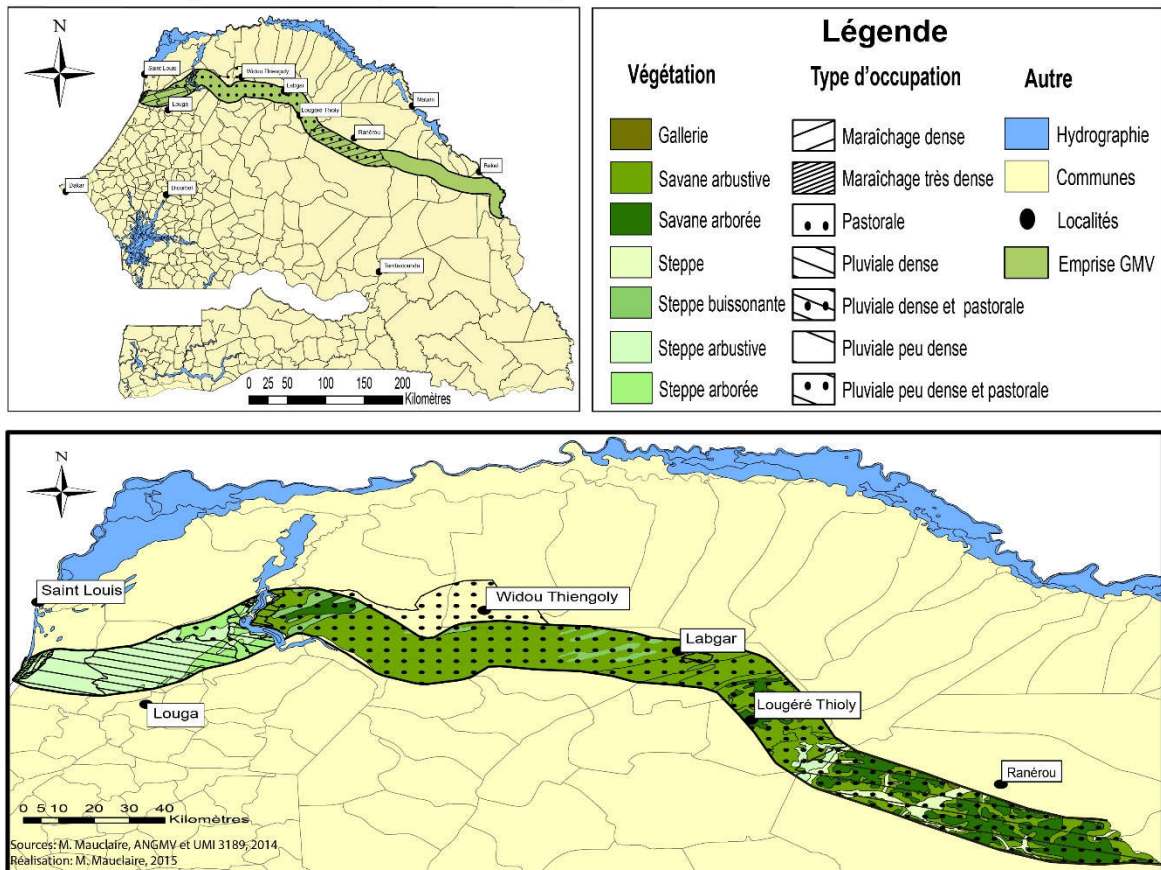 N
Saint Louis
Widou Thiengoly
Labgar
Louga
Lougéré Thioly
Matam
Ranérou
Bakel
Dakar
Diourbel
Tambacounda
0 25 50 100 150 200
Kilomètres
Légende
Végétation
Gallerie
Savane arbustive
Savane arborée
Steppe
Steppe buissonante
Steppe arbustive
Steppe arborée
Type d'occupation
Maraîchage dense
Maraîchage très dense
Pastorale
Pluviale dense
Pluviale dense et pastorale
Pluviale peu dense
Pluviale peu dense et pastorale
Autre
Hydrographie
Communes
Localités
Emprise GMV
N
Saint Louis
Widou Thiengoly
Labgar
Louga
Lougéré Thioly
Ranérou
0 5 10 20 30 40
Kilomètres
Sources: M. Mauclaire, ANGMV et UMI 3189, 2014
Réalisation: M. Mauclaire, 2015